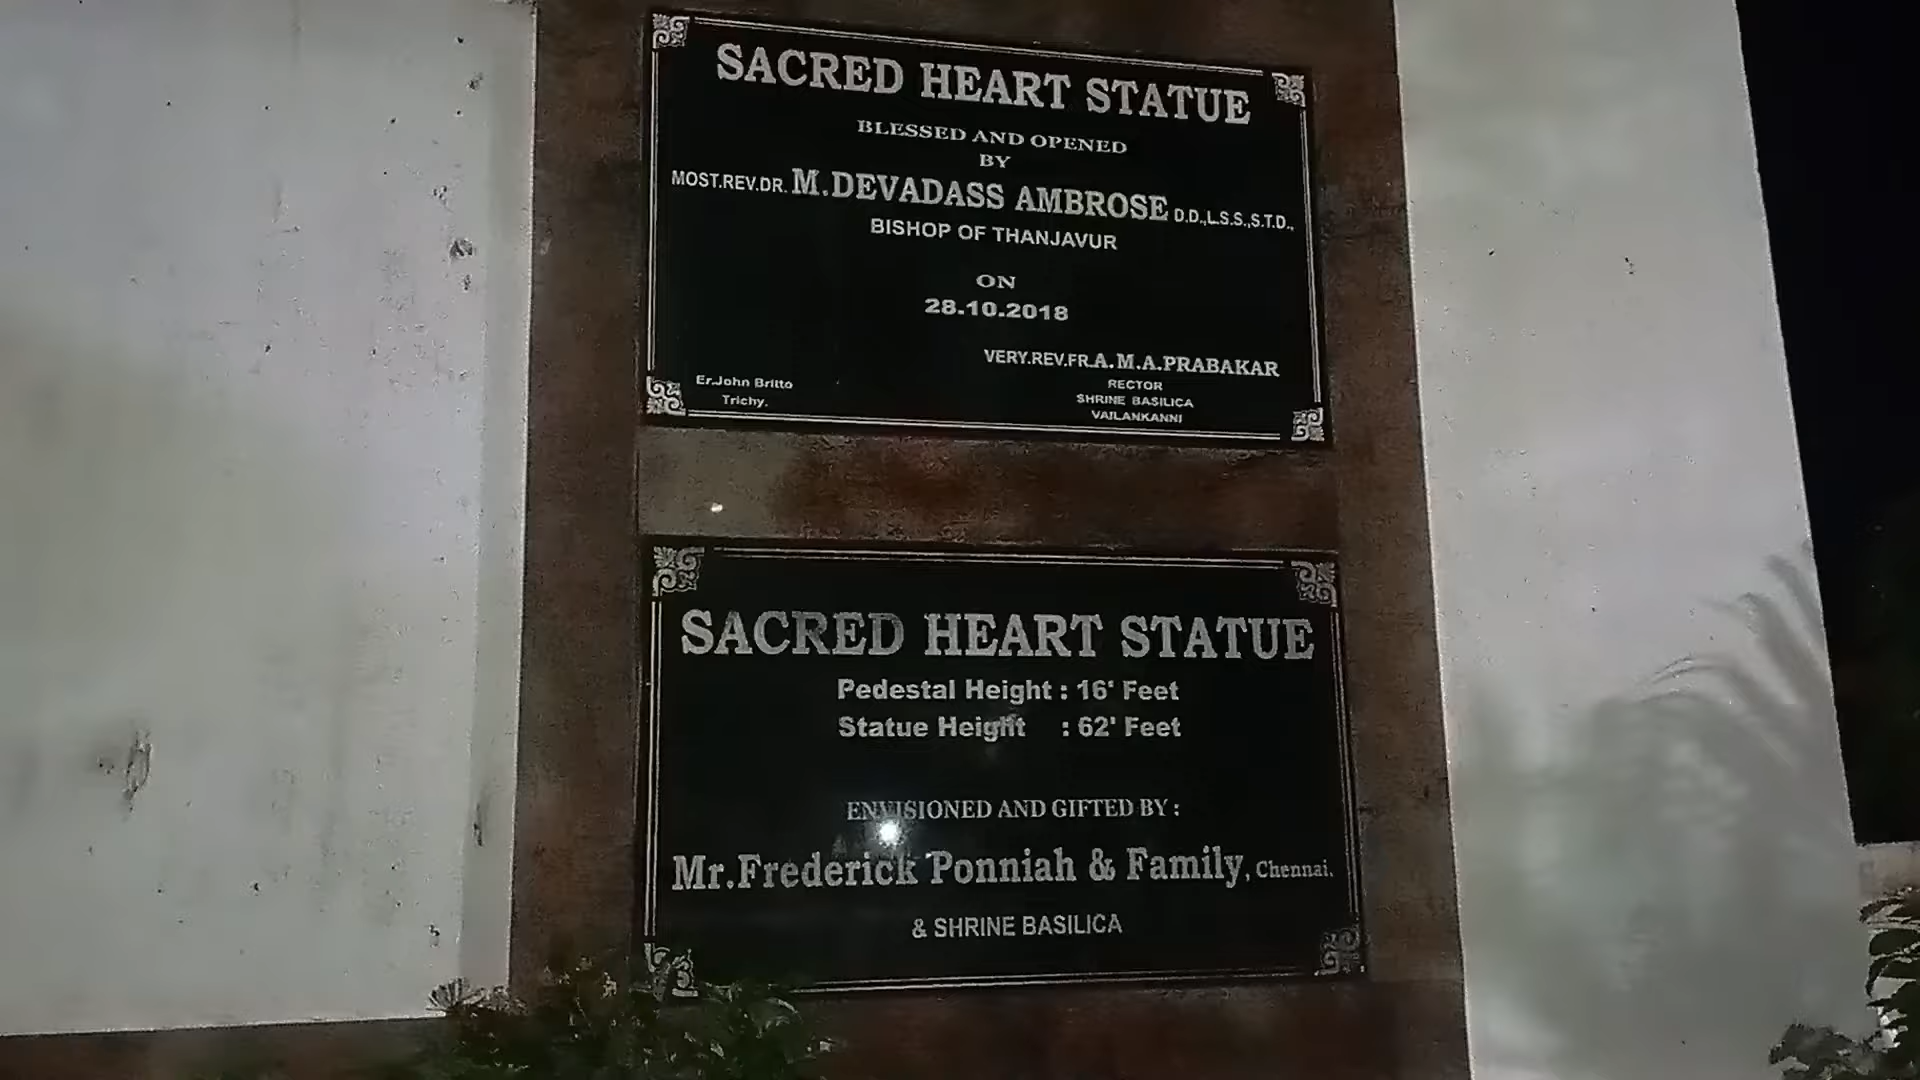 SACRED HEART STATUE
BLESSED AND OPENED
BY
MOST.REV.DR. M.DEVADASS AMBROSE D.D.,L.S.S.,S.T.D.,
BISHOP OF THANJAVUR
ON
28.10.2018
VERY.REV.FR.A.M.A.PRABAKAR
RECTOR
SHRINE BASILICA
VAILANKANNI
Er.John Britto
Trichy.
SACRED HEART STATUE
Pedestal Height : 16' Feet
Statue Height : 62' Feet
ENVISIONED AND GIFTED BY :
Mr.Frederick Ponniah & Family, Chennai.
& SHRINE BASILICA